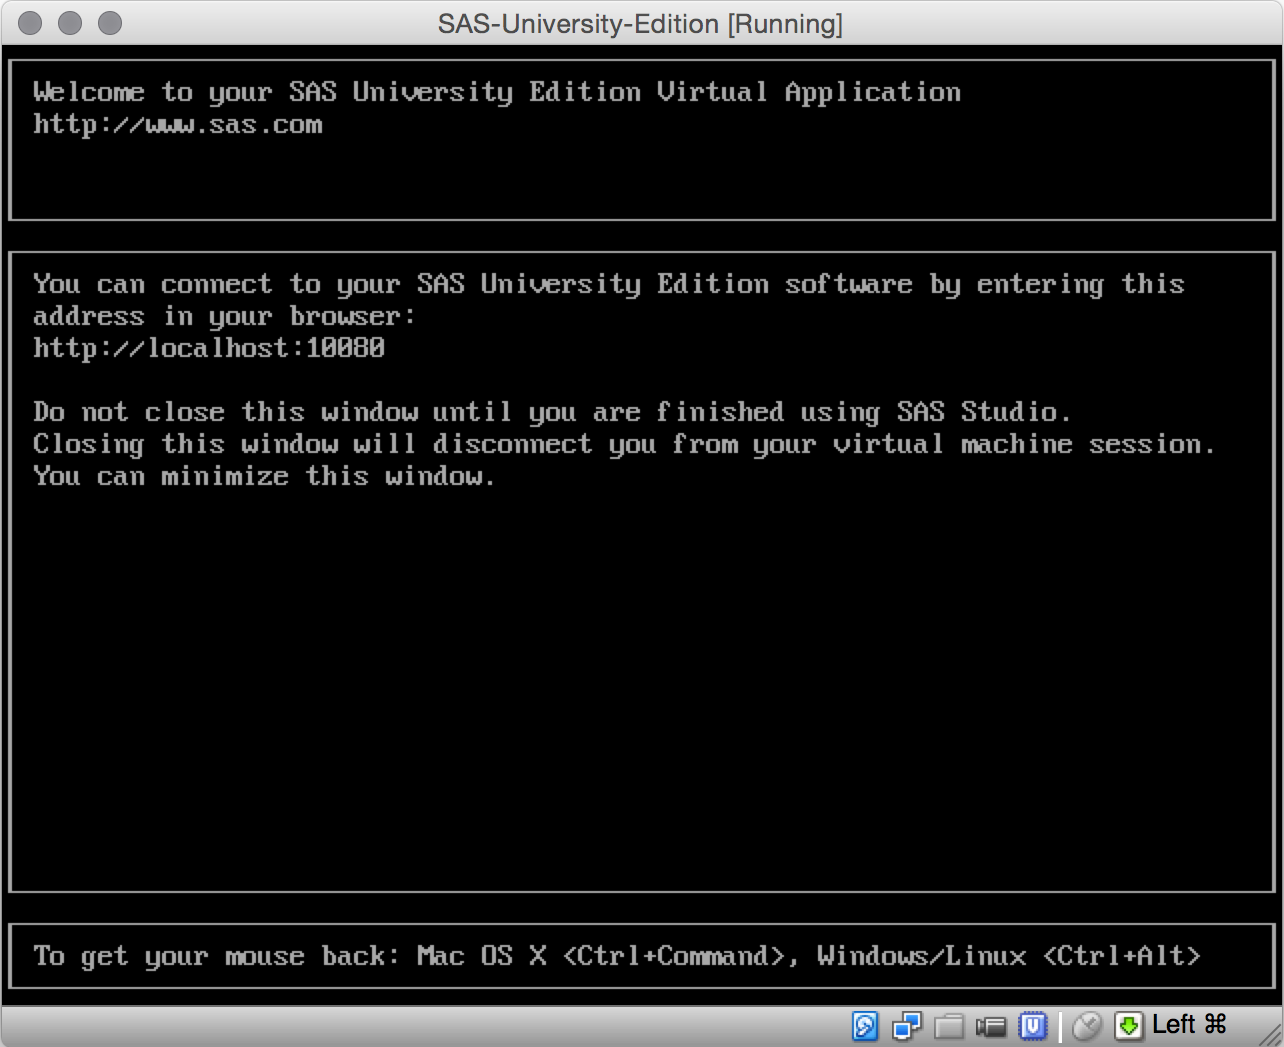 SAS-University-Edition [Running]
Welcome to your SAS University Edition Virtual Application
http://www.sas.com
You can connect to your SAS University Edition software by entering this
address in your browser:
http://localhost:10080
Do not close this window until you are finished using SAS Studio.
Closing this window will disconnect you from your virtual machine session.
You can minimize this window.
To get your mouse back: Mac OS X <Ctrl+Command>, Windows/Linux <Ctrl+Alt>
Left ⌘